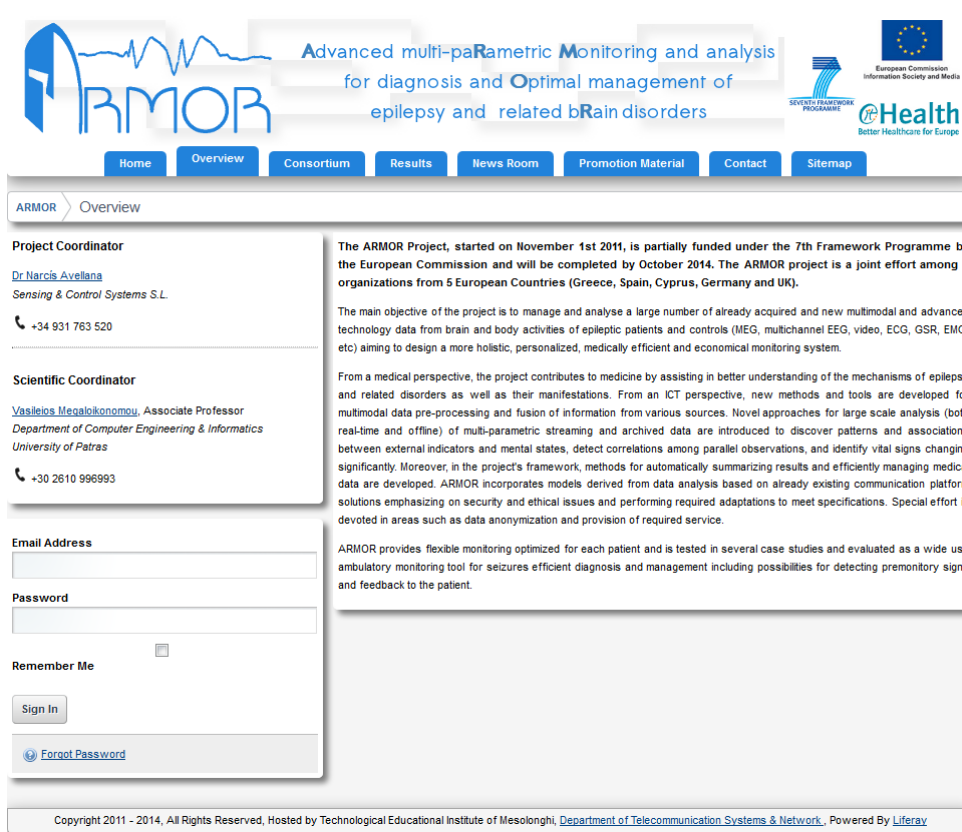 ARMOR
Advanced multi-paRametric Monitoring and analysis
for diagnosis and Optimal management of
epilepsy and related bRain disorders
SEVENTH FRAMEWORK
PROGRAMME
European Commission
Information Society and Media
eHealth
Better Healthcare for Europe
Home Overview Consortium Results News Room Promotion Material Contact Sitemap
ARMOR Overview
Project Coordinator
Dr Narcís Avellana
Sensing & Control Systems S.L.
+34 931 763 520
Scientific Coordinator
Vasileios Megaloikonomou, Associate Professor
Department of Computer Engineering & Informatics
University of Patras
+30 2610 996993
Email Address
Password
Remember Me
Sign In
Forgot Password
The ARMOR Project, started on November 1st 2011, is partially funded under the 7th Framework Programme b
the European Commission and will be completed by October 2014. The ARMOR project is a joint effort among
organizations from 5 European Countries (Greece, Spain, Cyprus, Germany and UK).
The main objective of the project is to manage and analyse a large number of already acquired and new multimodal and advance
technology data from brain and body activities of epileptic patients and controls (MEG, multichannel EEG, video, ECG, GSR, EMG
etc) aiming to design a more holistic, personalized, medically efficient and economical monitoring system.
From a medical perspective, the project contributes to medicine by assisting in better understanding of the mechanisms of epileps
and related disorders as well as their manifestations. From an ICT perspective, new methods and tools are developed fo
multimodal data pre-processing and fusion of information from various sources. Novel approaches for large scale analysis (bot
real-time and offline) of multi-parametric streaming and archived data are introduced to discover patterns and association
between external indicators and mental states, detect correlations among parallel observations, and identify vital signs changin
significantly. Moreover, in the project's framework, methods for automatically summarizing results and efficiently managing medica
data are developed. ARMOR incorporates models derived from data analysis based on already existing communication platform
solutions emphasizing on security and ethical issues and performing required adaptations to meet specifications. Special effort i
devoted in areas such as data anonymization and provision of required service.
ARMOR provides flexible monitoring optimized for each patient and is tested in several case studies and evaluated as a wide us
ambulatory monitoring tool for seizures efficient diagnosis and management including possibilities for detecting premonitory sign
and feedback to the patient.
Copyright 2011 - 2014, All Rights Reserved, Hosted by Technological Educational Institute of Mesolonghi, Department of Telecommunication Systems & Network , Powered By Liferay